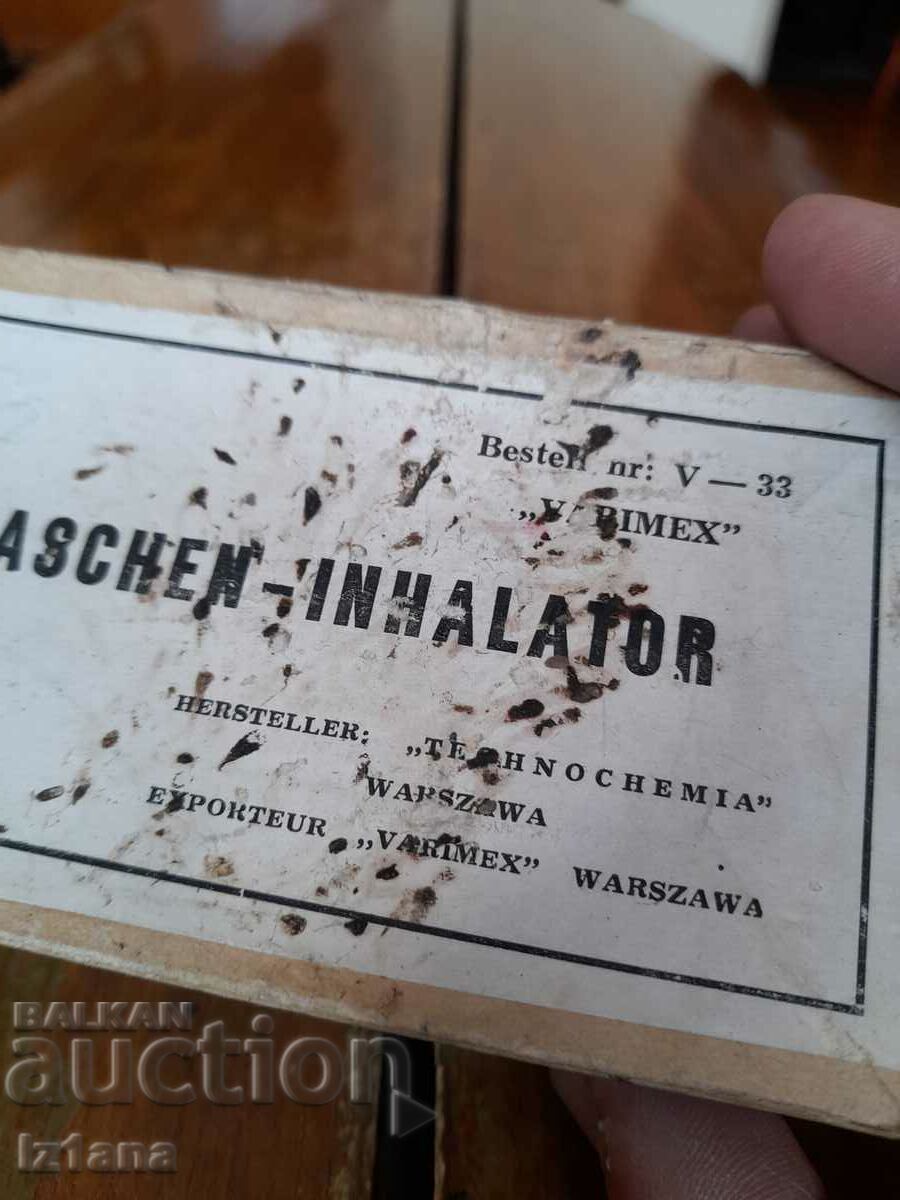 Bestell nr: V — 33
„VARIMEX”
ASCHEN-INHALATOR
HERSTELLER: „TECHNOCHEMIA”
WARSZAWA
EXPORTEUR „VARIMEX” WARSZAWA
BALKAN
auction
Iz1ana